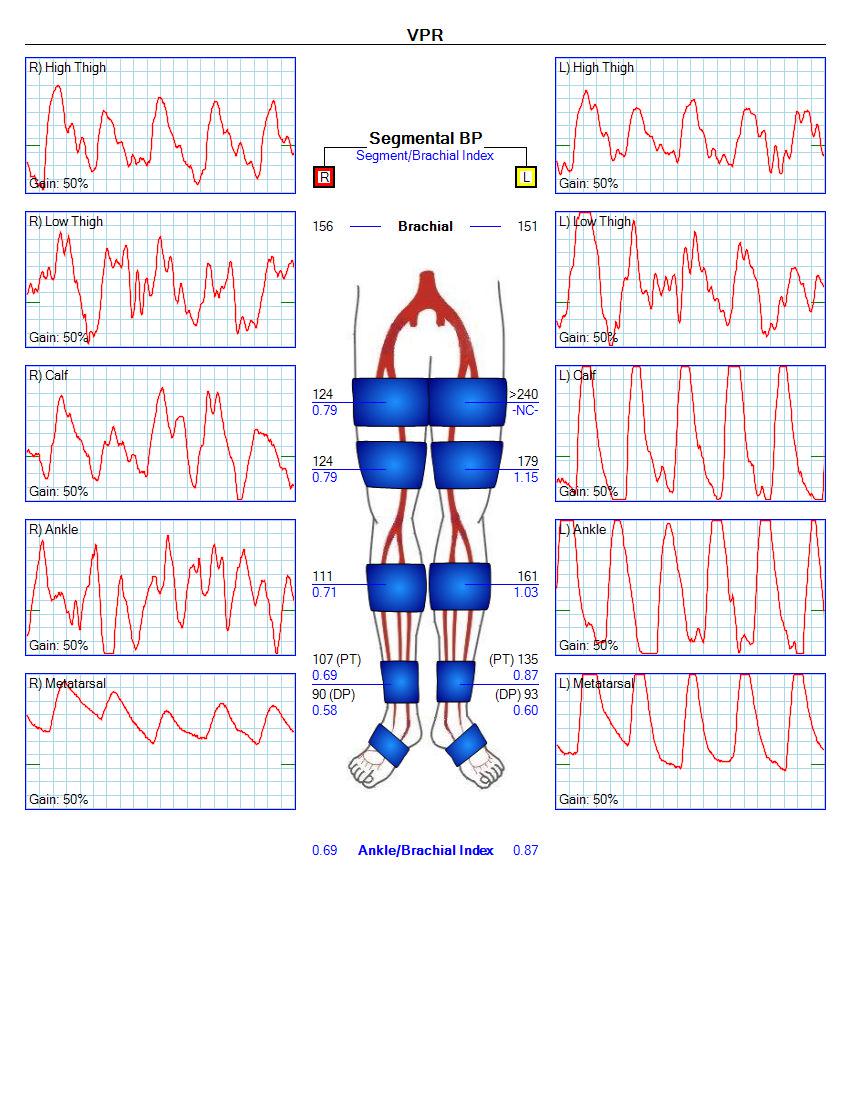 VPR
R) High Thigh
Gain: 50%
R) Low Thigh
Gain: 50%
R) Calf
Gain: 50%
R) Ankle
Gain: 50%
R) Metatarsal
Gain: 50%
Segmental BP
Segment/Brachial Index
R
L
156 Brachial 151
124
0.79
>240
-NC-
124
0.79
179
1.15
111
0.71
161
1.03
107 (PT)
0.69
90 (DP)
0.58
(PT) 135
0.87
(DP) 93
0.60
0.69 Ankle/Brachial Index 0.87
L) High Thigh
Gain: 50%
L) Low Thigh
Gain: 50%
L) Calf
Gain: 50%
L) Ankle
Gain: 50%
L) Metatarsal
Gain: 50%